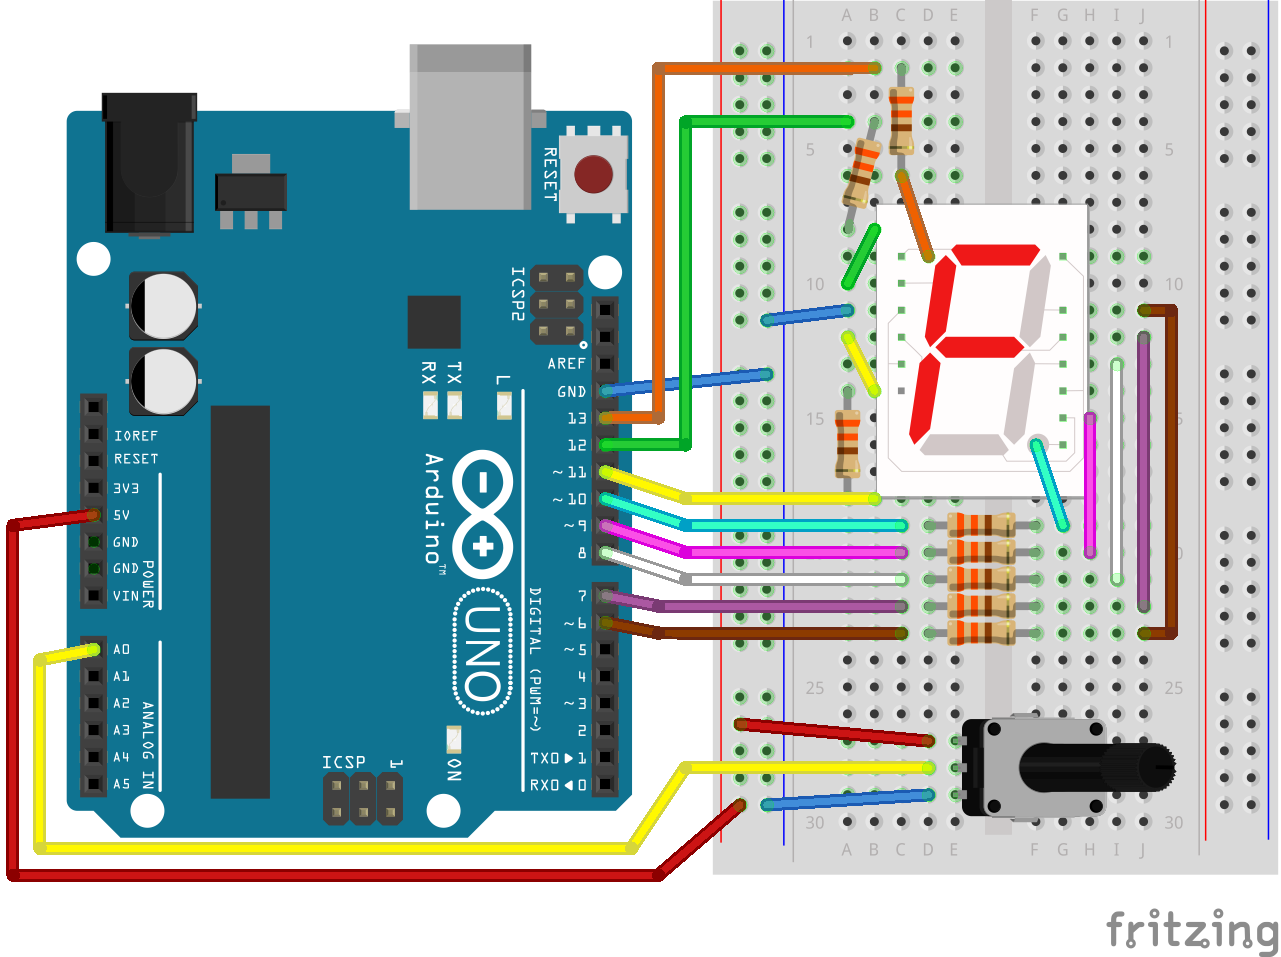 A B C D E F G H I J
1 1
5 5
10 10
15
25 25
30 30
A B C D E F G H I J
RESET
ICSP2
AREF
GND
13
12
~11
~10
~9
8
7
~6
~5
4
~3
2
TX0▶1
RX0◀0
RX
TX
L
IOREF
RESET
3V3
5V
GND
GND
VIN
POWER
A0
A1
A2
A3
A4
A5
ANALOG IN
Arduino™
UNO
DIGITAL (PWM=~)
ICSP
1
ON
fritzing